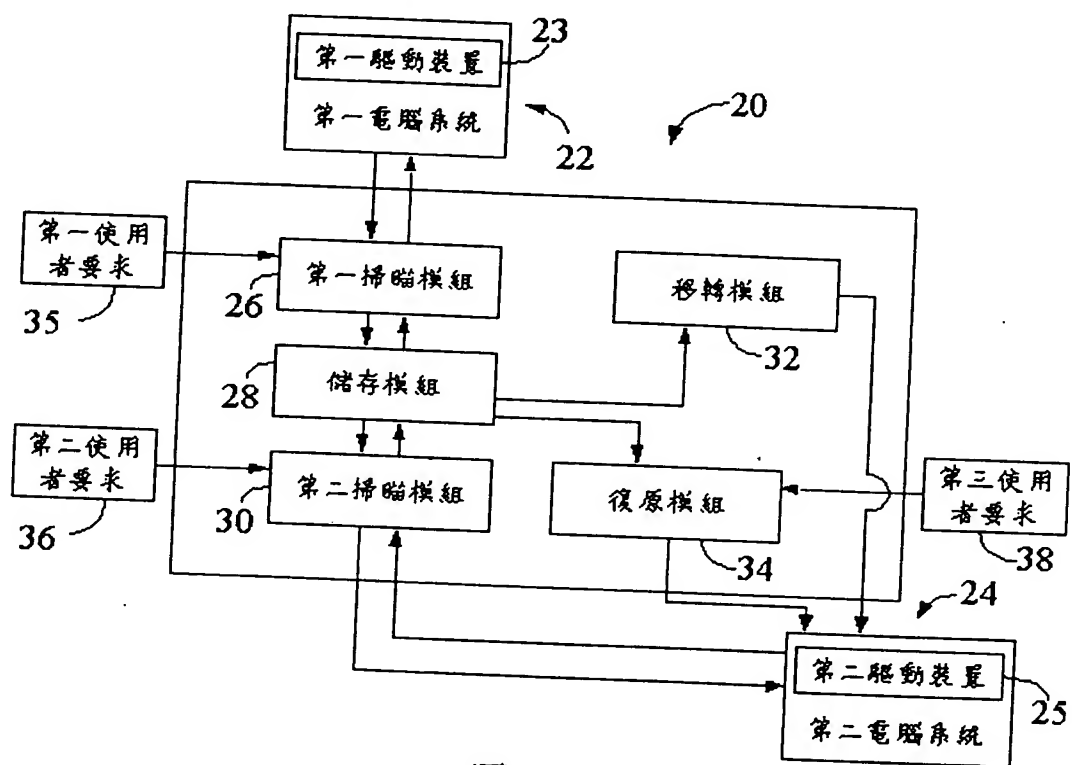 第一驅動裝置
23
第一電腦系統
22
20
第一使用
者要求
35
第一掃瞄模組
26
移轉模組
32
儲存模組
28
第二使用
者要求
36
第二掃瞄模組
30
復原模組
34
第三使用
者要求
38
24
第二驅動裝置
25
第二電腦系統